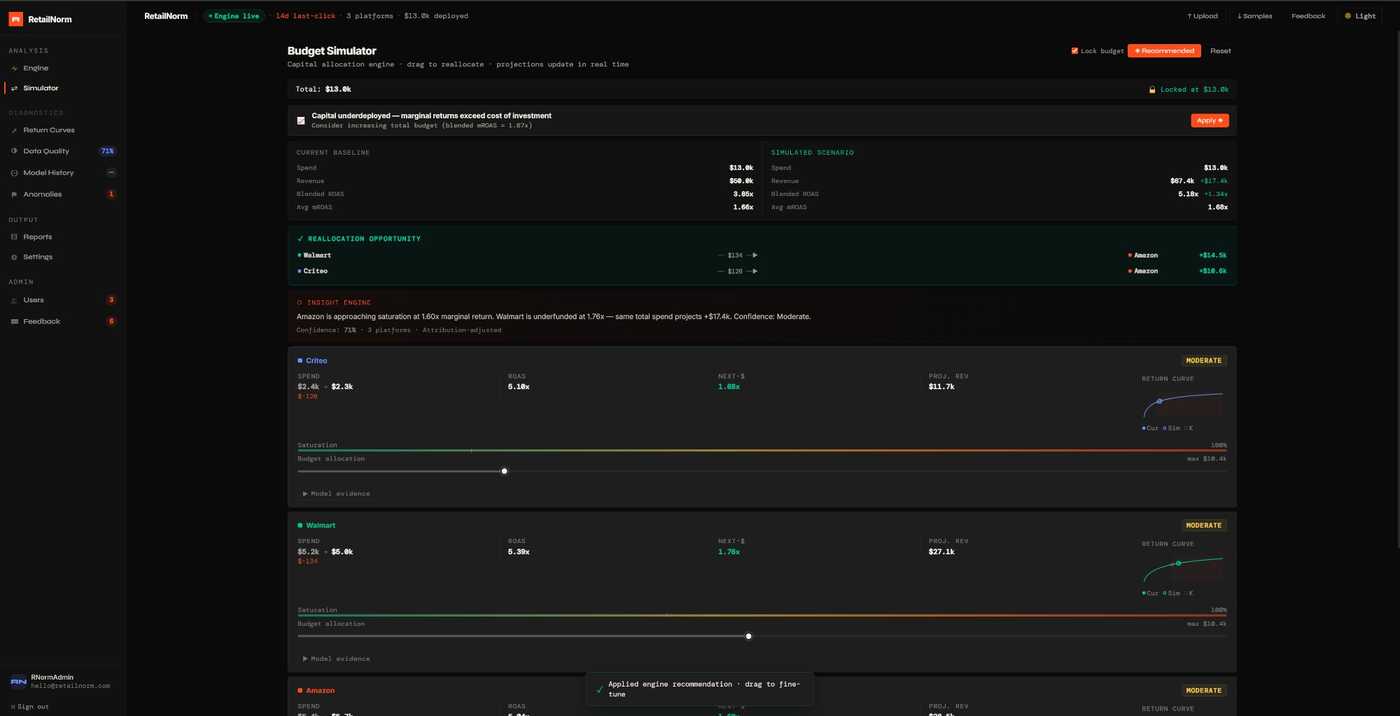 RetailNorm
ANALYSIS
Engine
Simulator
DIAGNOSTICS
Return Curves
Data Quality 71%
Model History —
Anomalies 1
OUTPUT
Reports
Settings
ADMIN
Users 3
Feedback 6
RN RNormAdmin
hello@retailnorm.com
Sign out
RetailNorm Engine live · 14d last-click · 3 platforms · $13.0k deployed
↑ Upload ↓ Samples Feedback Light
Budget Simulator
Capital allocation engine · drag to reallocate · projections update in real time
Lock budget Recommended Reset
Total: $13.0k Locked at $13.0k
Capital underdeployed — marginal returns exceed cost of investment
Consider increasing total budget (blended mROAS = 1.67x)
Apply →
CURRENT BASELINE
Spend $13.0k
Revenue $50.0k
Blended ROAS 3.85x
Avg mROAS 1.66x
SIMULATED SCENARIO
Spend $13.0k
Revenue $67.4k +$17.4k
Blended ROAS 5.18x +1.34x
Avg mROAS 1.68x
✓ REALLOCATION OPPORTUNITY
Walmart — $134 → Amazon +$14.5k
Criteo — $120 → Amazon +$10.6k
INSIGHT ENGINE
Amazon is approaching saturation at 1.60x marginal return. Walmart is underfunded at 1.76x — same total spend projects +$17.4k. Confidence: Moderate.
Confidence: 71% · 3 platforms · Attribution-adjusted
Criteo MODERATE
SPEND ROAS NEXT-$ PROJ. REV RETURN CURVE
$2.4k → $2.3k 5.10x 1.68x $11.7k
$-120
Cur Sim K
Saturation 100%
Budget allocation max $10.4k
▶ Model evidence
Walmart MODERATE
SPEND ROAS NEXT-$ PROJ. REV RETURN CURVE
$5.2k → $5.0k 5.39x 1.76x $27.1k
$-134
Cur Sim K
Saturation 100%
Budget allocation max $10.4k
▶ Model evidence
Amazon MODERATE
SPEND ROAS PROJ. REV RETURN CURVE
✓ Applied engine recommendation · drag to fine-
tune